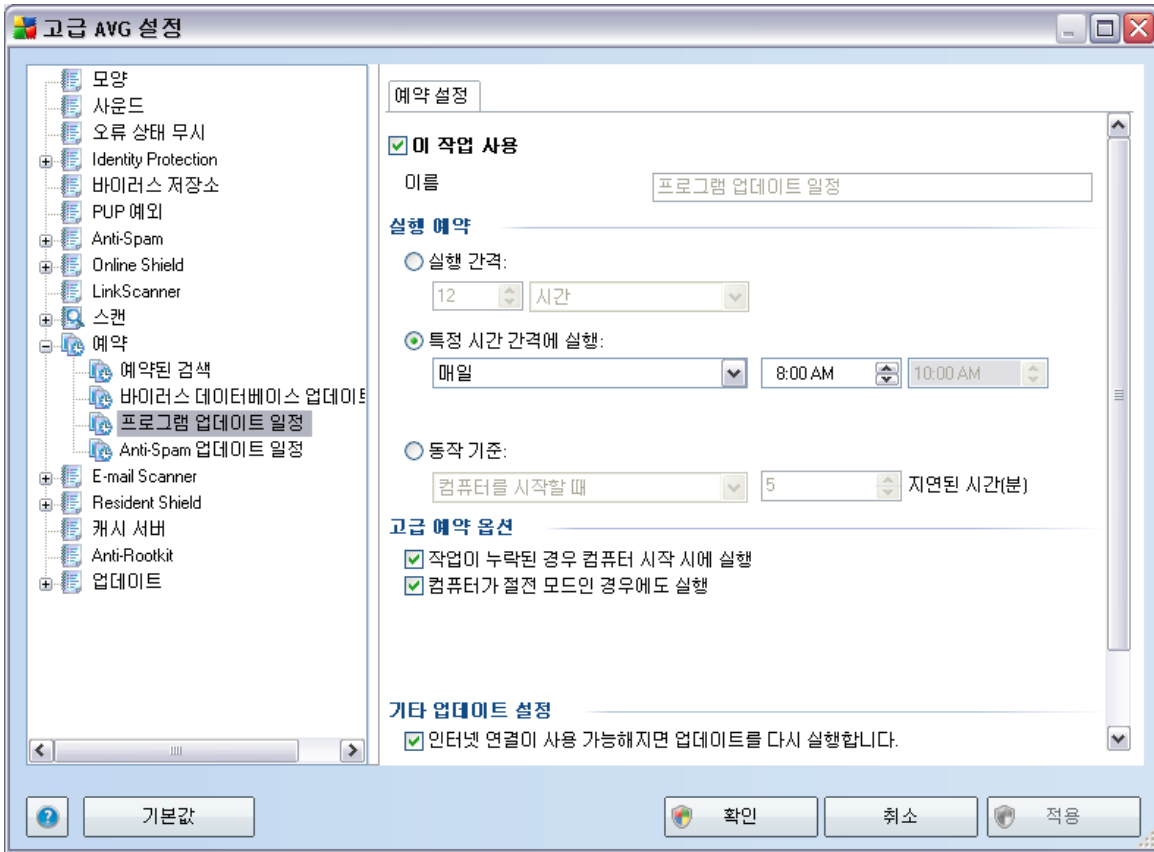 고급 AVG 설정
모양
사운드
오류 상태 무시
Identity Protection
바이러스 저장소
PUP 예외
Anti-Spam
Online Shield
LinkScanner
스캔
예약
예약된 검색
바이러스 데이터베이스 업데이트
프로그램 업데이트 일정
Anti-Spam 업데이트 일정
E-mail Scanner
Resident Shield
캐시 서버
Anti-Rootkit
업데이트
예약 설정
이 작업 사용
이름 프로그램 업데이트 일정
실행 예약
실행 간격:
12 시간
특정 시간 간격에 실행:
매일 8:00 AM 10:00 AM
동작 기준:
컴퓨터를 시작할 때 5 지연된 시간(분)
고급 예약 옵션
작업이 누락된 경우 컴퓨터 시작 시에 실행
컴퓨터가 절전 모드인 경우에도 실행
기타 업데이트 설정
인터넷 연결이 사용 가능해지면 업데이트를 다시 실행합니다.
기본값 확인 취소 적용